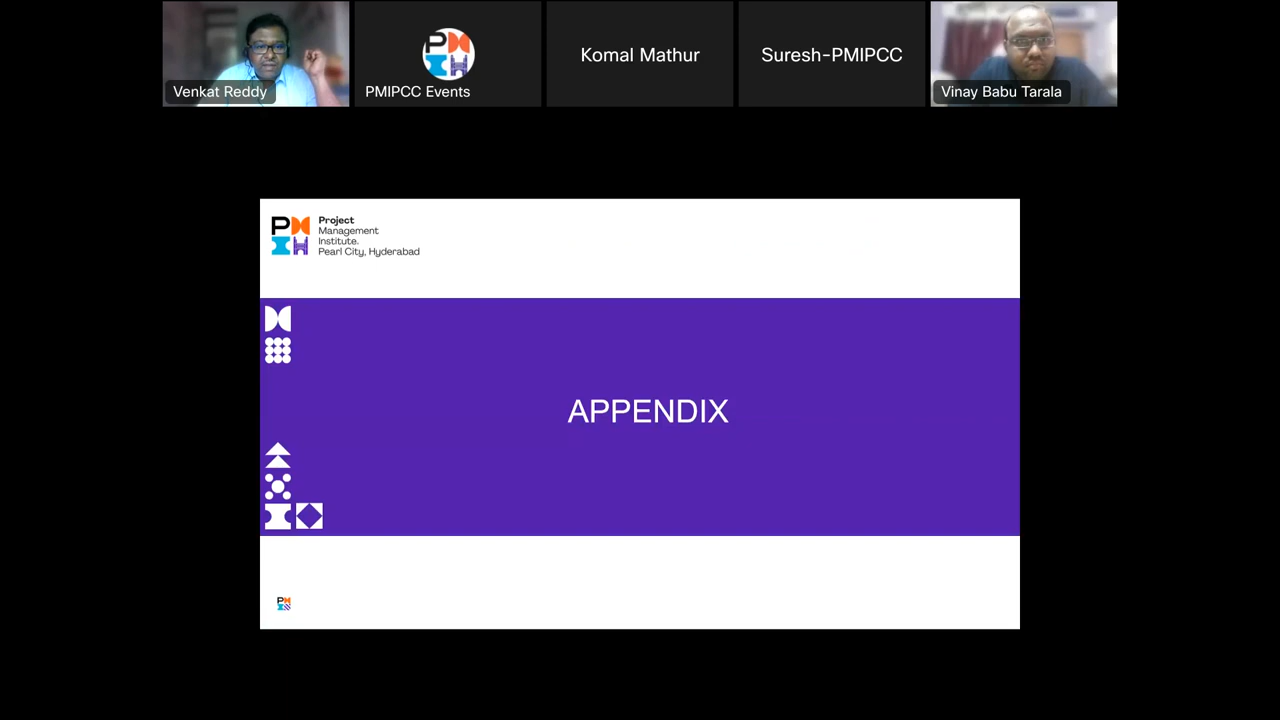 Venkat Reddy
PMIPCC Events
Komal Mathur
Suresh-PMIPCC
Vinay Babu Tarala
Project
Management
Institute.
Pearl City, Hyderabad
APPENDIX